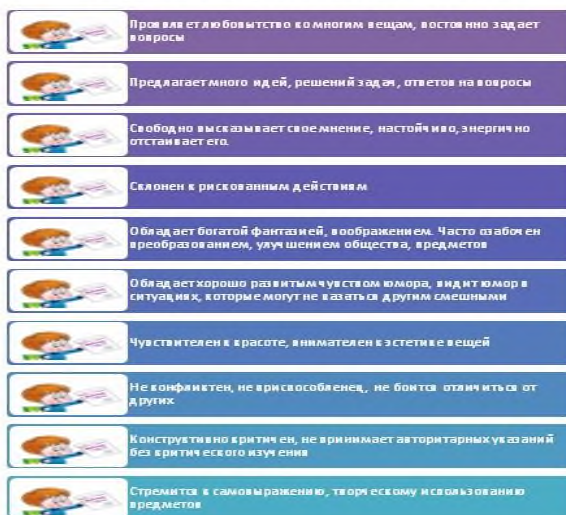 Проявляет любопытство ко многим вещам, постоянно задает
вопросы
Предлагает много идей, решений задач, ответов на вопросы
Свободно высказывает свое мнение, настойчиво, энергично
отстаивает его.
Склонен к рискованным действиям
Обладает богатой фантазией, воображением. Часто озабочен
преобразованием, улучшением общества, предметов
Обладает хорошо развитым чувством юмора, видит юмор в
ситуациях, которые могут не казаться другим смешными
Чувствителен к красоте, внимателен к эстетике вещей
Не конфликтен, не приспособленец, не боится отличиться от
других
Конструктивно критичен, не принимает авторитарных указаний
без критического изучения
Стремится к самовыражению, творческому использованию
предметов